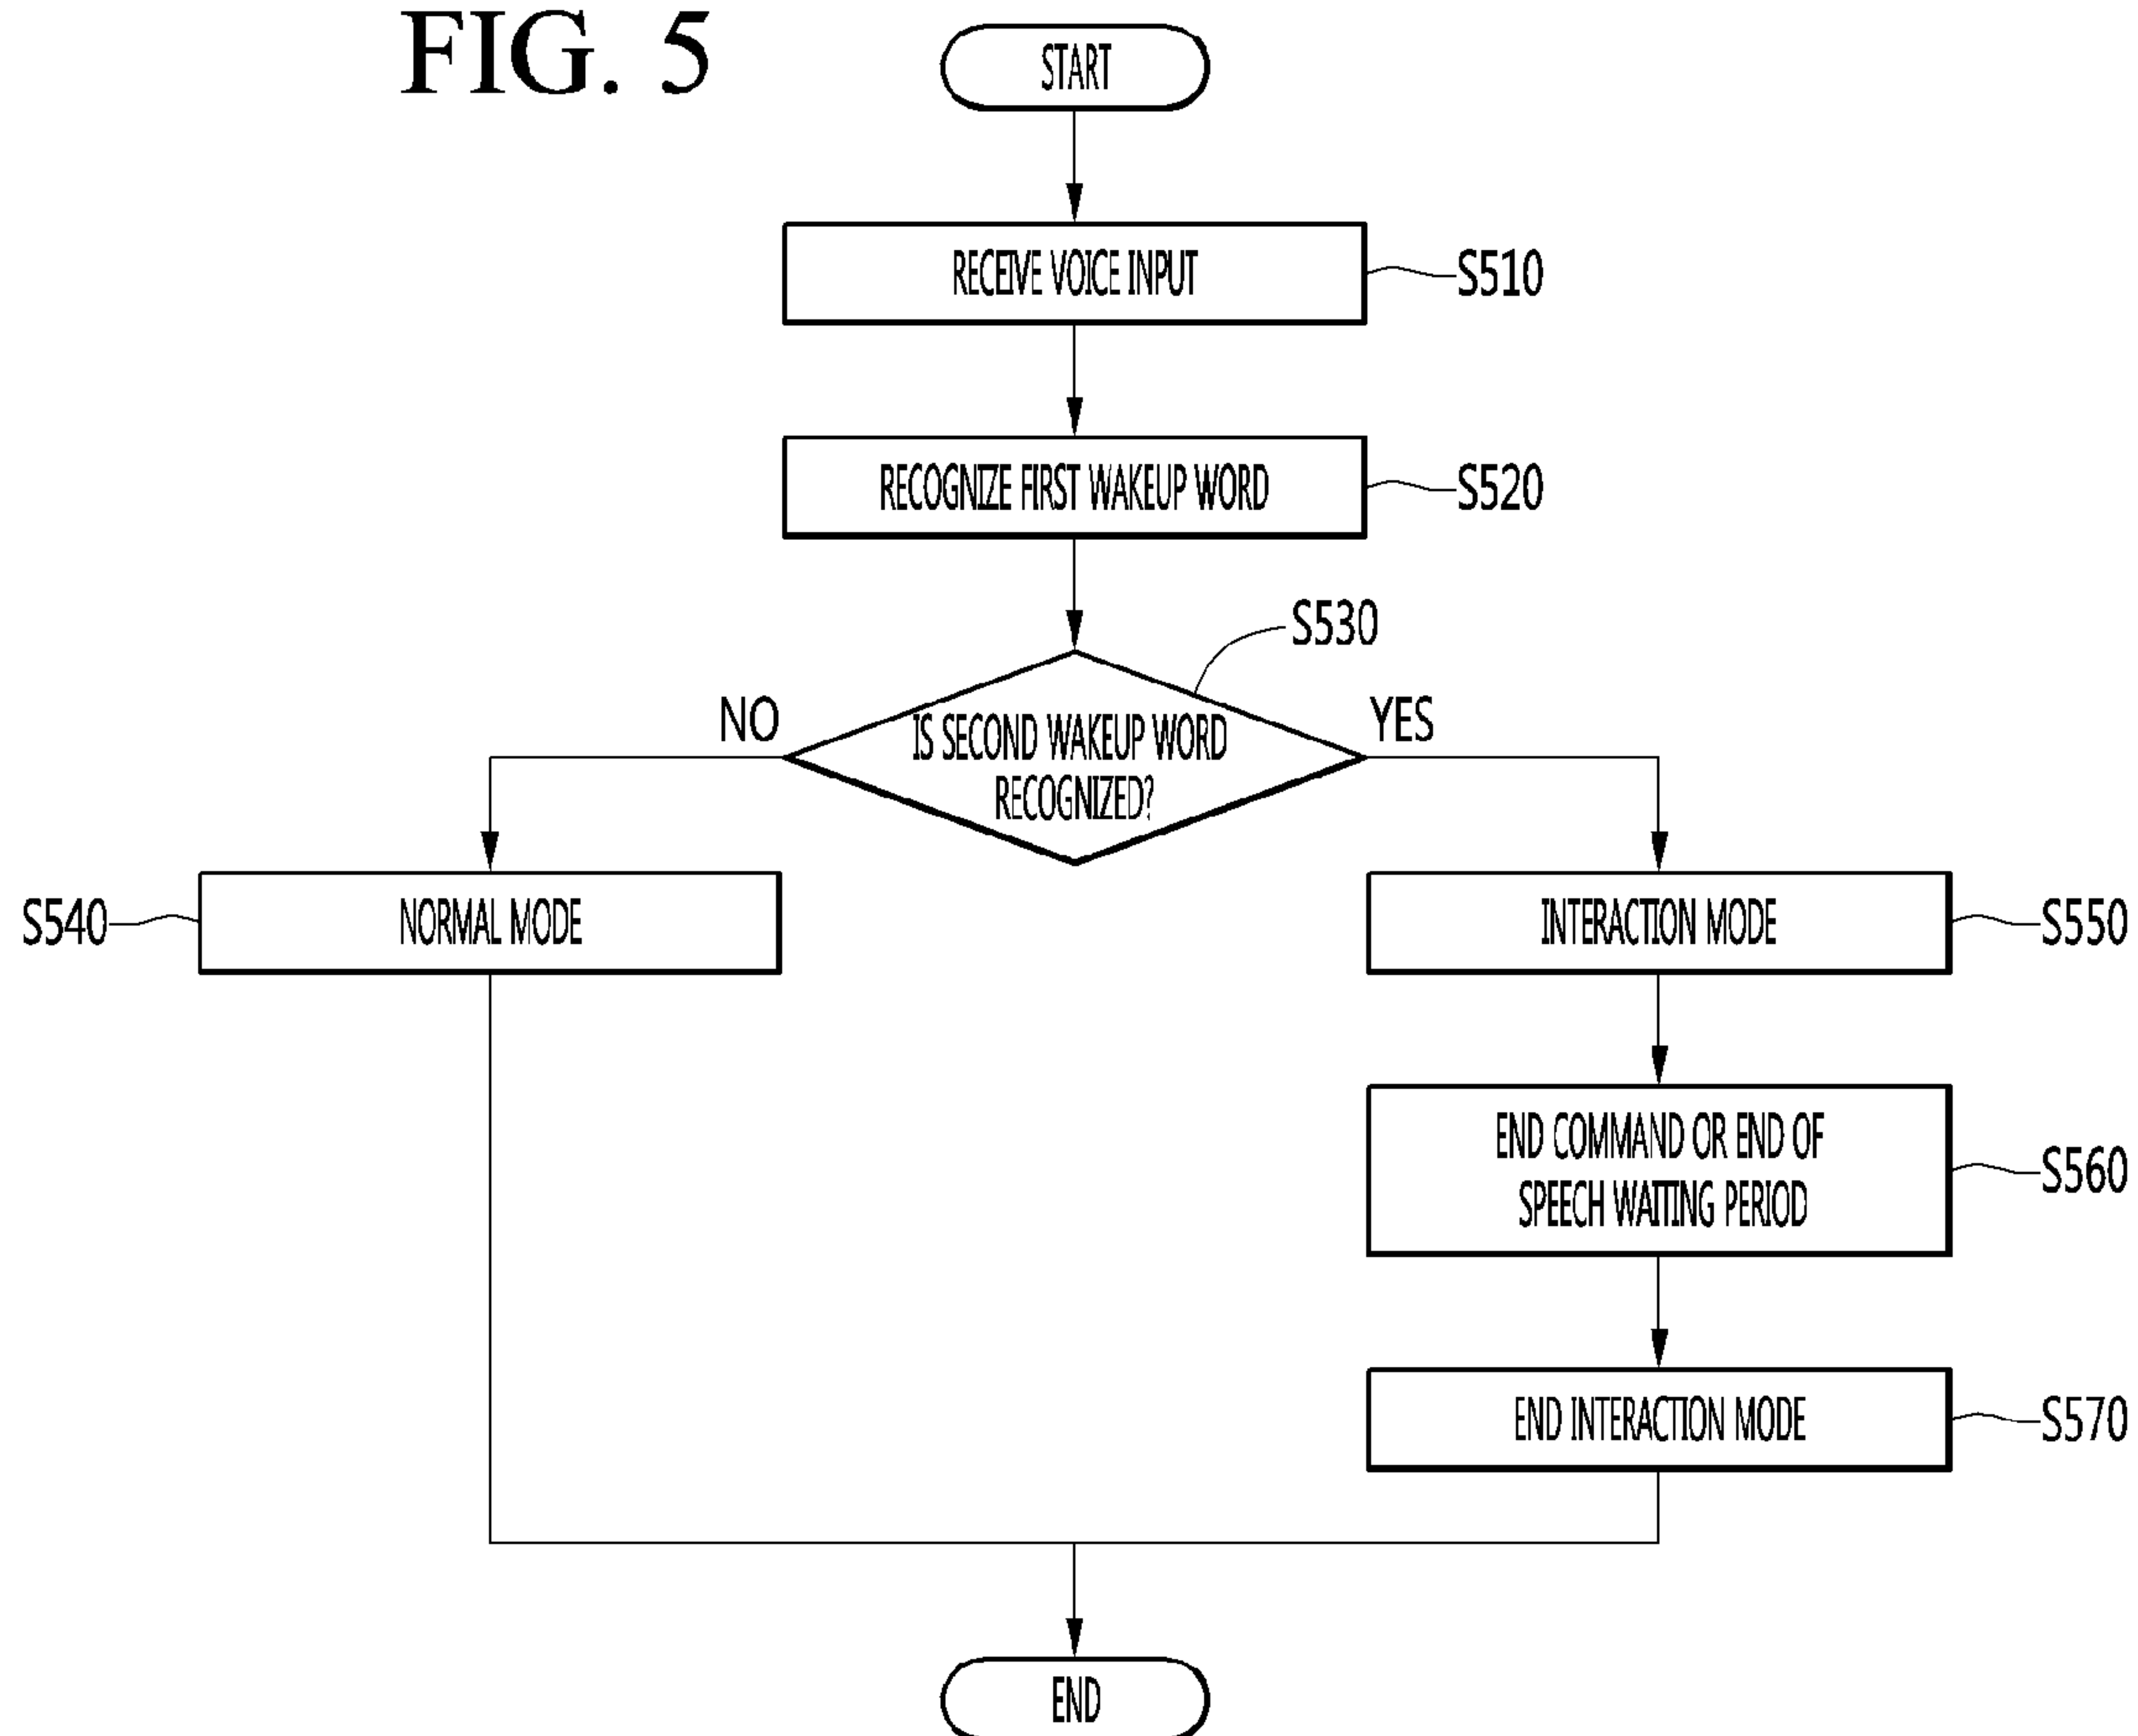 FIG. 5
START
RECEIVE VOICE INPUT
S510
RECOGNIZE FIRST WAKEUP WORD
S520
S530
NO
IS SECOND WAKEUP WORD
RECOGNIZED?
YES
S540
NORMAL MODE
INTERACTION MODE
S550
END COMMAND OR END OF
SPEECH WAITING PERIOD
S560
END INTERACTION MODE
S570
END